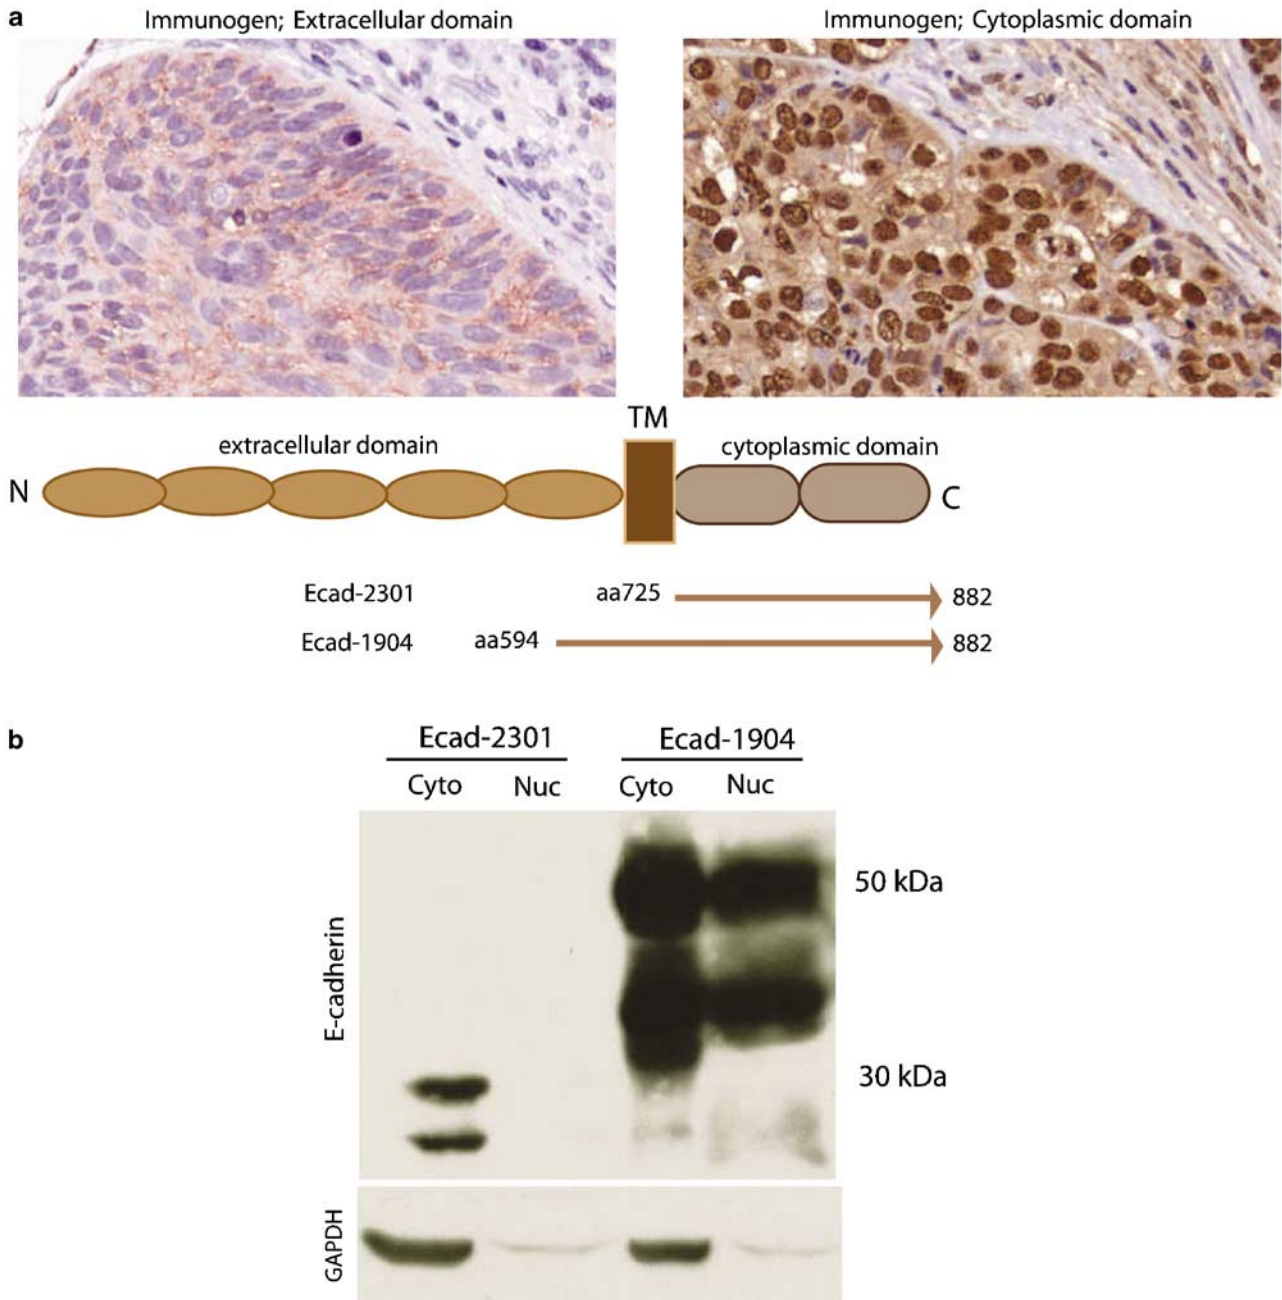 a
Immunogen; Extracellular domain
Immunogen; Cytoplasmic domain
TM
extracellular domain
cytoplasmic domain
N
C
Ecad-2301
aa725
882
Ecad-1904
aa594
882
b
Ecad-2301
Ecad-1904
Cyto
Nuc
Cyto
Nuc
E-cadherin
50 kDa
30 kDa
GAPDH